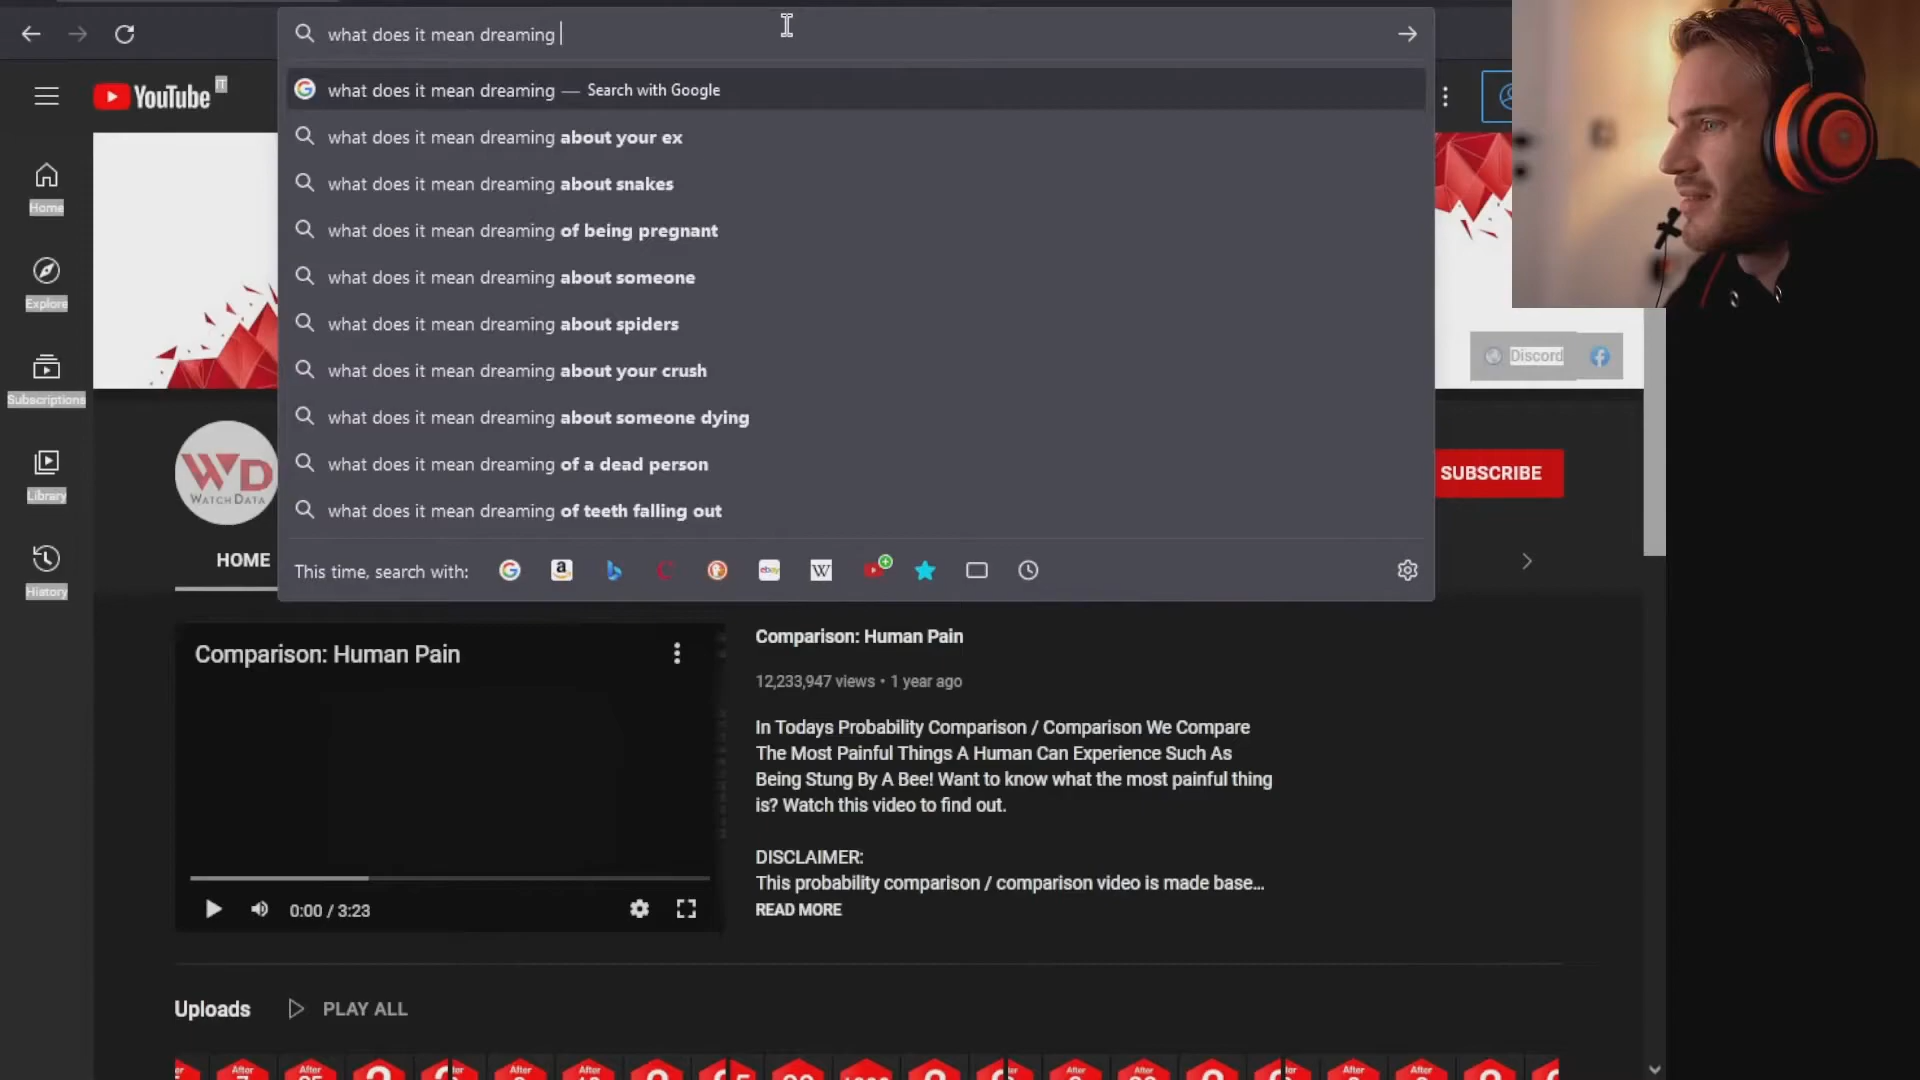 what does it mean dreaming
what does it mean dreaming — Search with Google
what does it mean dreaming about your ex
what does it mean dreaming about snakes
what does it mean dreaming of being pregnant
what does it mean dreaming about someone
what does it mean dreaming about spiders
what does it mean dreaming about your crush
what does it mean dreaming about someone dying
what does it mean dreaming of a dead person
what does it mean dreaming of teeth falling out
This time, search with:
YouTube IT
Home
Explore
Subscriptions
Library
History
Discord
WD
WATCHDATA
SUBSCRIBE
HOME
Comparison: Human Pain
0:00 / 3:23
Comparison: Human Pain
12,233,947 views • 1 year ago
In Todays Probability Comparison / Comparison We Compare
The Most Painful Things A Human Can Experience Such As
Being Stung By A Bee! Want to know what the most painful thing
is? Watch this video to find out.
DISCLAIMER:
This probability comparison / comparison video is made base...
READ MORE
Uploads PLAY ALL